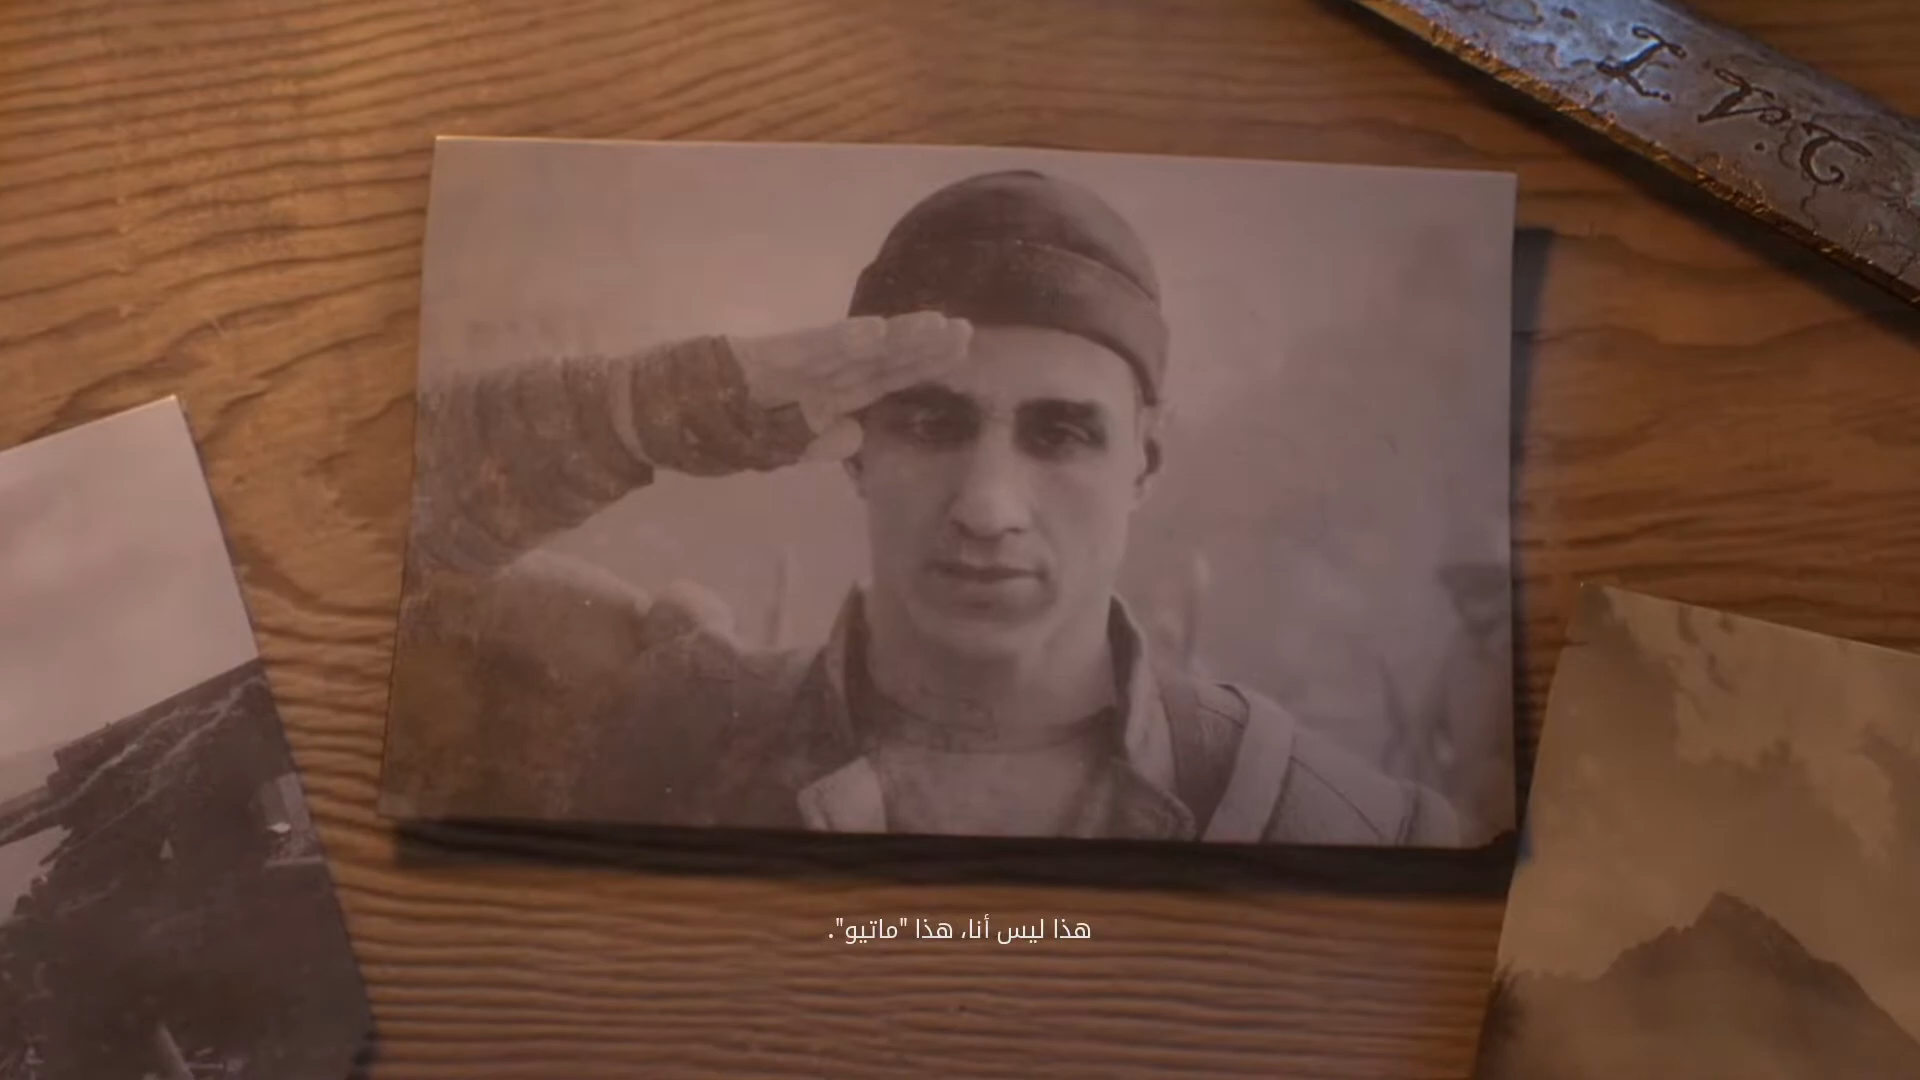 هذا ليس أنا، هذا "ماتيو".